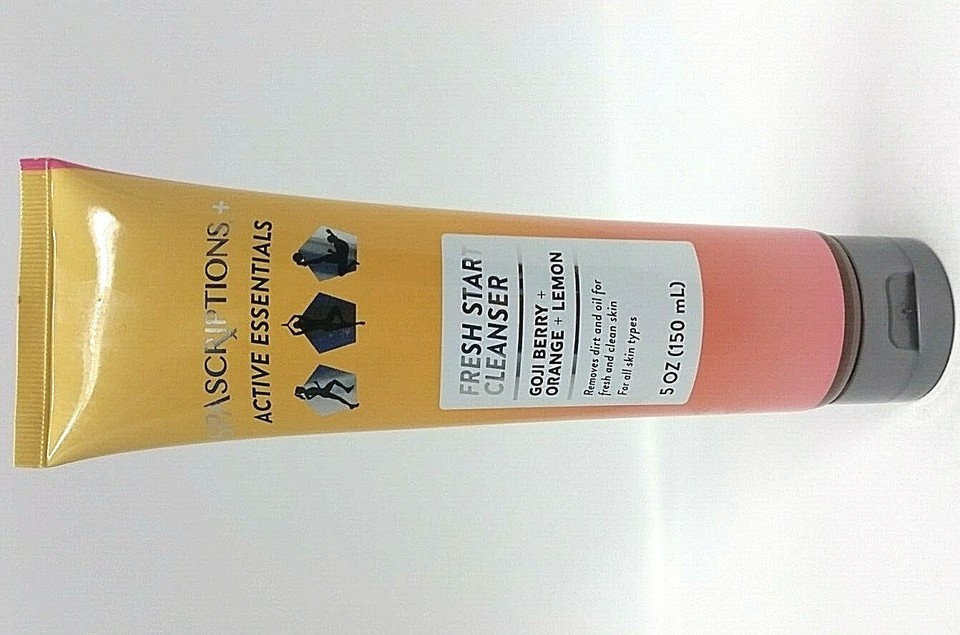 SPASCRIPTIONS +
ACTIVE ESSENTIALS
FRESH START
CLEANSER
GOJI BERRY +
ORANGE + LEMON
Removes dirt and oil for
fresh and clean skin
For all skin types
5 OZ (150 mL)